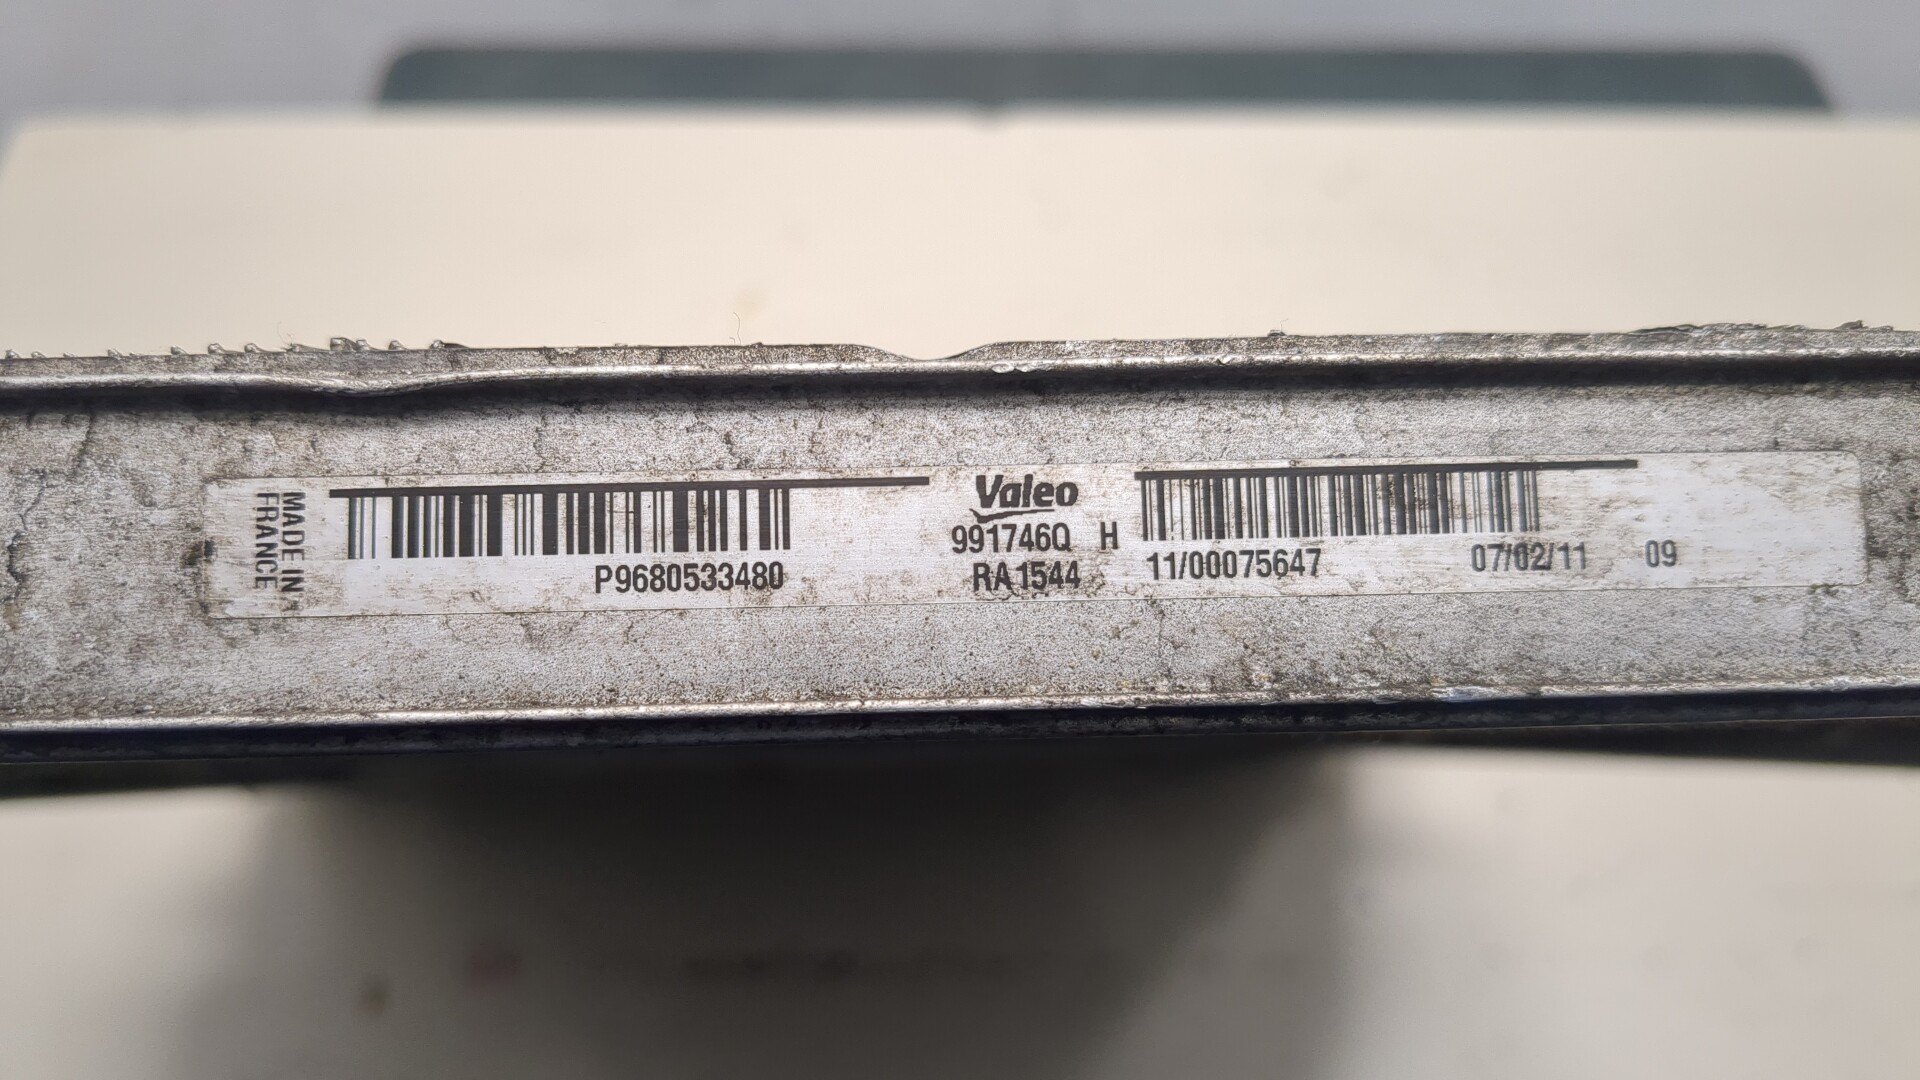 MADE IN
FRANCE
P9680533480
Valeo
991746Q H
RA1544
11/00075647 07/02/11 09